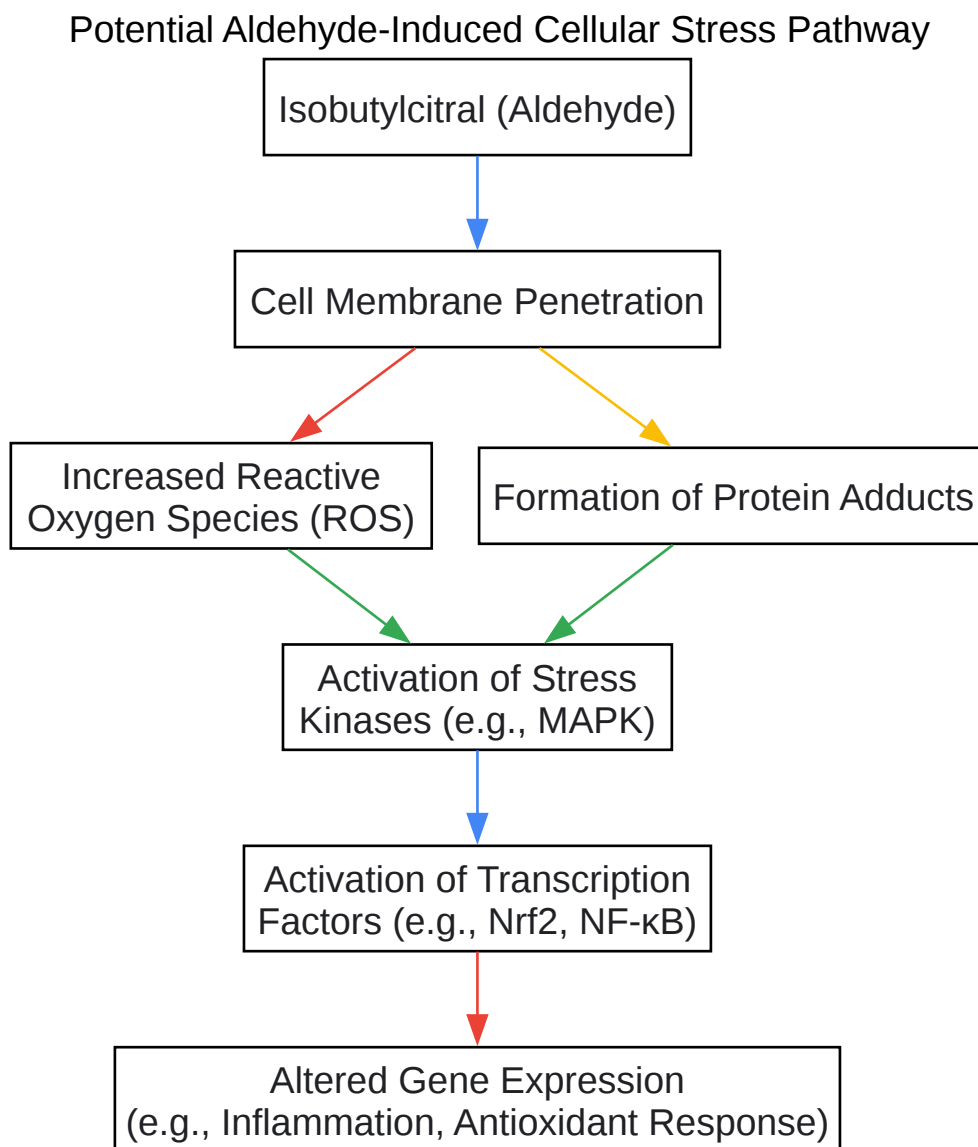 Potential Aldehyde-Induced Cellular Stress Pathway
Isobutylcitral (Aldehyde)
Cell Membrane Penetration
Increased Reactive
Oxygen Species (ROS)
Formation of Protein Adducts
Activation of Stress
Kinases (e.g., MAPK)
Activation of Transcription
Factors (e.g., Nrf2, NF-κB)
Altered Gene Expression
(e.g., Inflammation, Antioxidant Response)